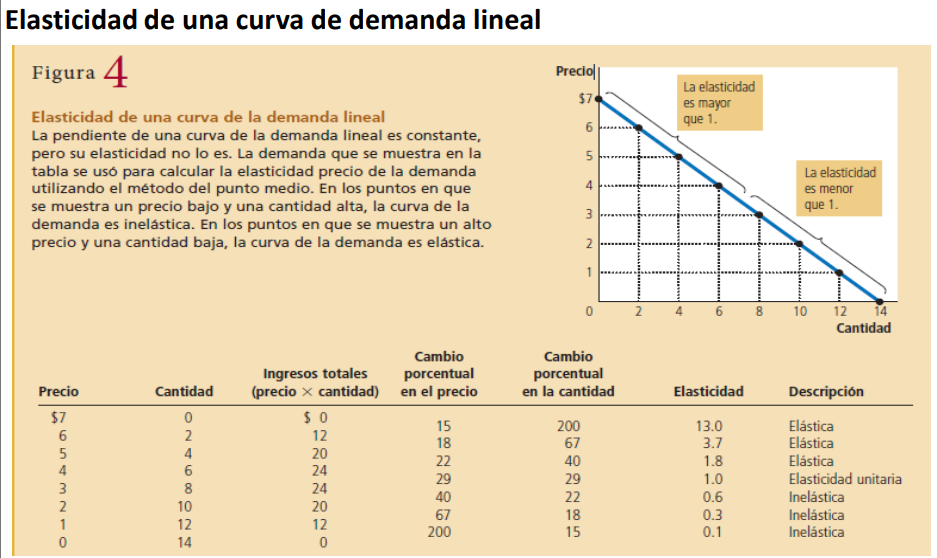 Elasticidad de una curva de demanda lineal
Figura 4
Elasticidad de una curva de la demanda lineal
La pendiente de una curva de la demanda lineal es constante,
pero su elasticidad no lo es. La demanda que se muestra en la
tabla se usó para calcular la elasticidad precio de la demanda
utilizando el método del punto medio. En los puntos en que
se muestra un precio bajo y una cantidad alta, la curva de la
demanda es inelástica. En los puntos en que se muestra un alto
precio y una cantidad baja, la curva de la demanda es elástica.
Precio
$7
6
5
4
3
2
1
La elasticidad
es mayor
que 1.
La elasticidad
es menor
que 1.
0 2 4 6 8 10 12 14
Cantidad
Cambio Cambio
Ingresos totales porcentual porcentual
Precio Cantidad (precio × cantidad) en el precio en la cantidad Elasticidad Descripción
$7 0 $ 0
15 200 13.0 Elástica
6 2 12
18 67 3.7 Elástica
5 4 20
22 40 1.8 Elástica
4 6 24
29 29 1.0 Elasticidad unitaria
3 8 24
40 22 0.6 Inelástica
2 10 20
67 18 0.3 Inelástica
1 12 12
200 15 0.1 Inelástica
0 14 0